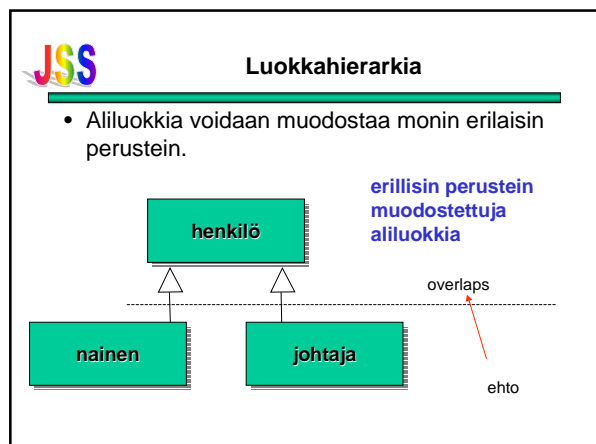 JSS
Luokkahierarkia
• Aliluokkia voidaan muodostaa monin erilaisin
perustein.
erillisin perustein
muodostettuja
aliluokkia
henkilö
overlaps
nainen
johtaja
ehto